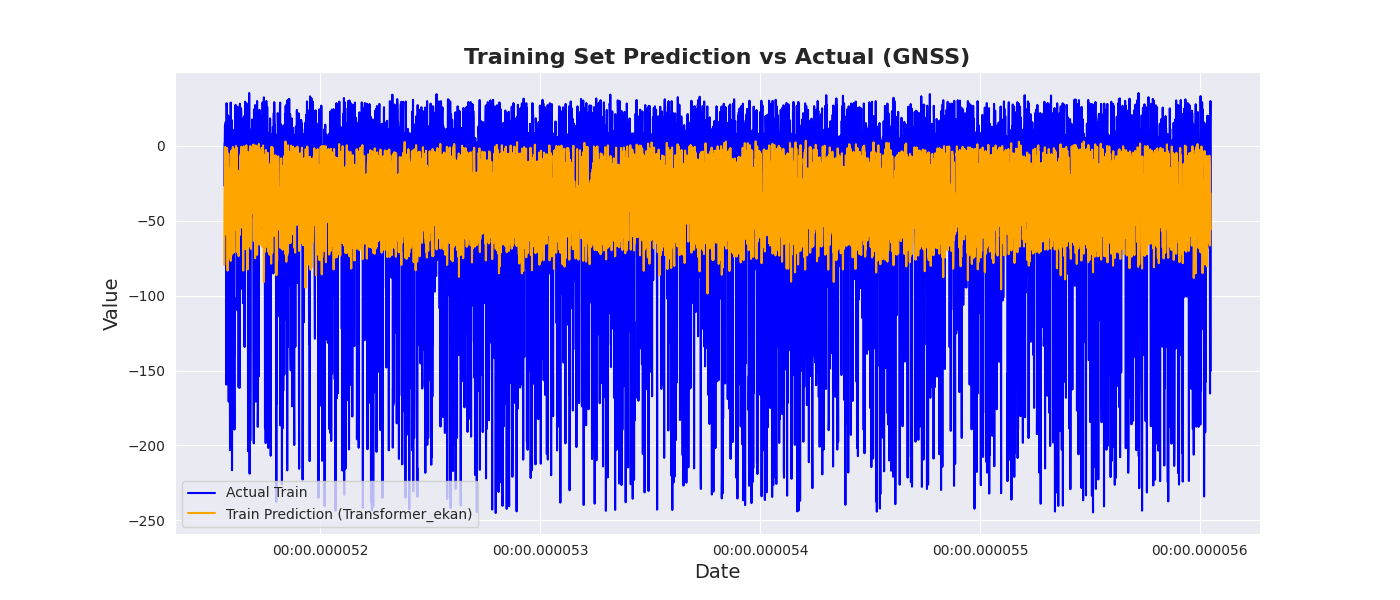 Training Set Prediction vs Actual (GNSS)
Value
0
−50
−100
−150
−200
−250
Actual Train
Train Prediction (Transformer_ekan)
00:00.000052
00:00.000053
00:00.000054
00:00.000055
00:00.000056
Date